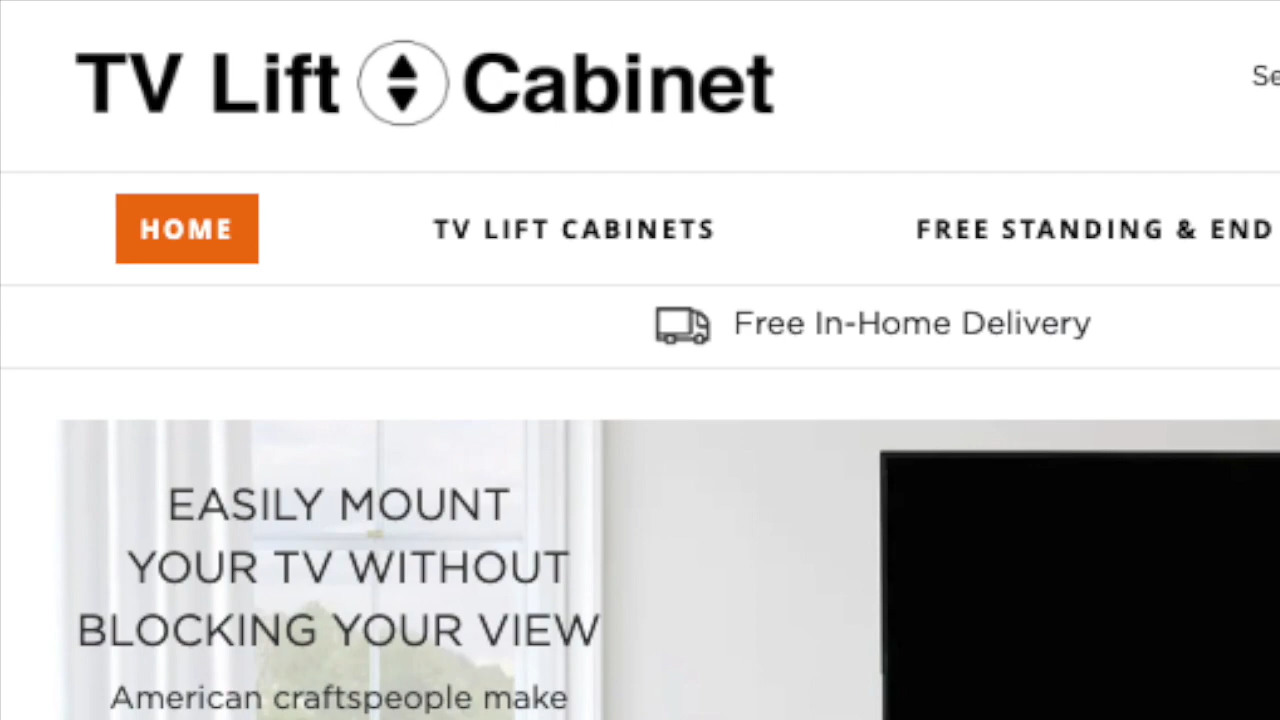 TV Lift Cabinet
Se
HOME
TV LIFT CABINETS
FREE STANDING & END
Free In-Home Delivery
EASILY MOUNT
YOUR TV WITHOUT
BLOCKING YOUR VIEW
American craftspeople make